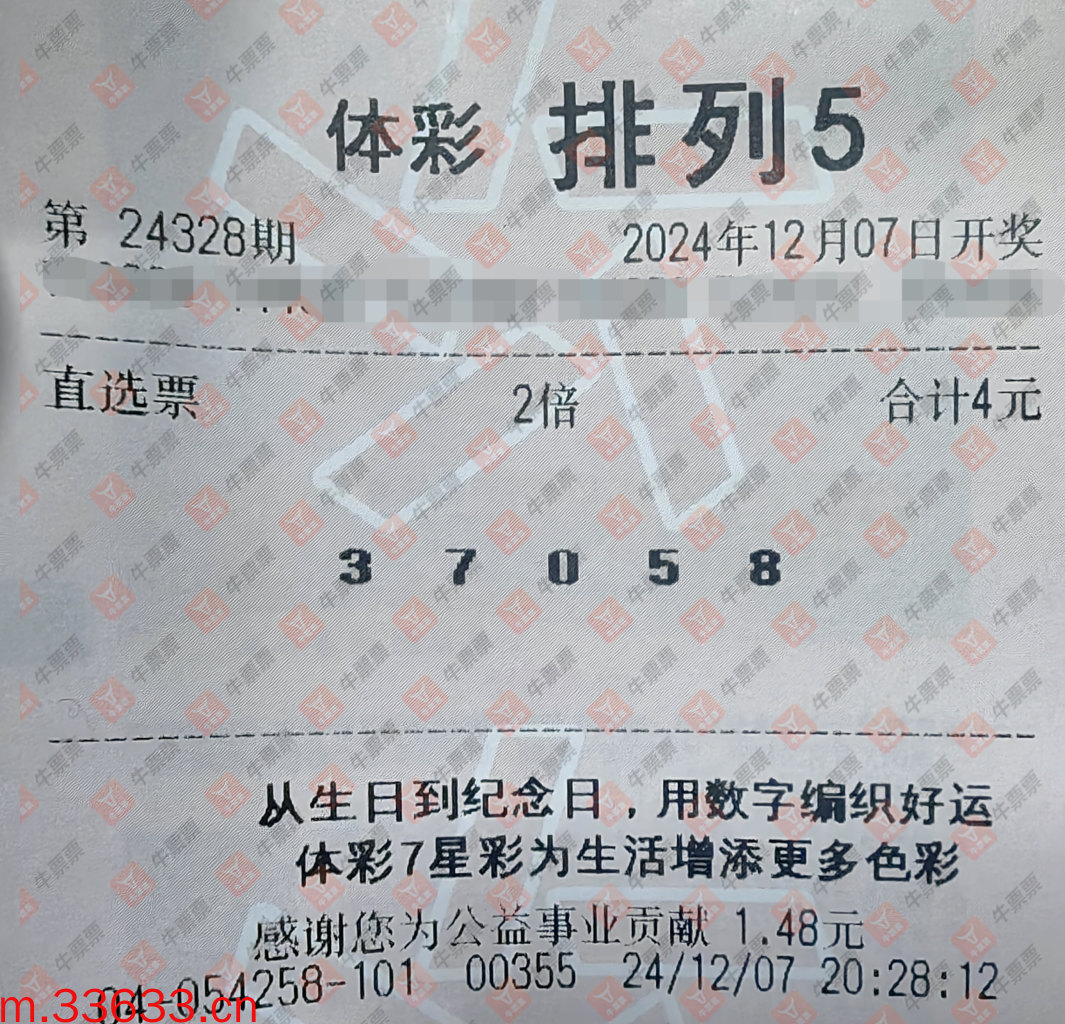 体彩 排列5
第 24328期 2024年12月07日开奖
直选票 2倍 合计4元
3 7 0 5 8
从生日到纪念日，用数字编织好运
体彩7星彩为生活增添更多色彩
感谢您为公益事业贡献 1.48元
04-054258-101 00355 24/12/07 20:28:12
m.33633.cn
牛票票